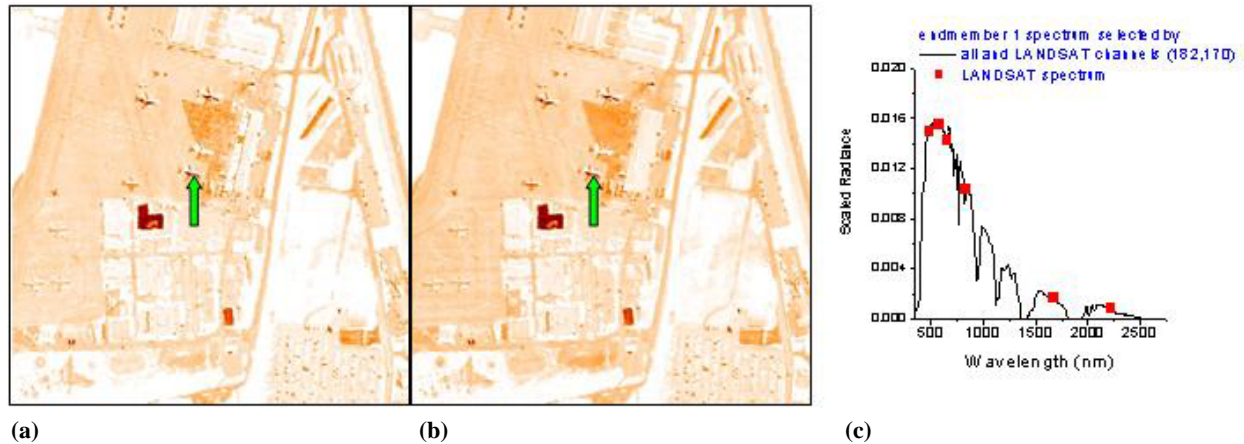 (a)
(b)
(c)
endmember 1 spectrum selected by
all and LANDSAT channels (182,170)
LANDSAT spectrum
Scaled Radiance
0.020
0.016
0.012
0.008
0.004
0.000
500 1000 1500 2000 2500
Wavelength (nm)